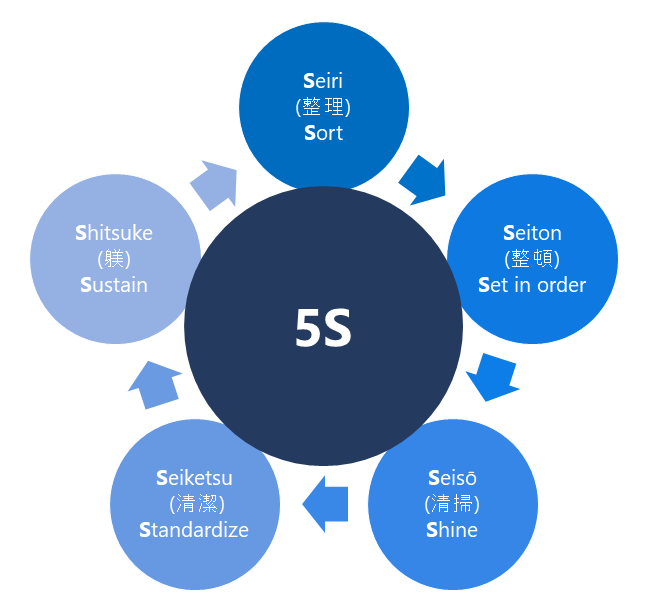 Seiri
(整理)
Sort
Seiton
(整頓)
Set in order
Seisō
(清掃)
Shine
Seiketsu
(清潔)
Standardize
Shitsuke
(躾)
Sustain
5S